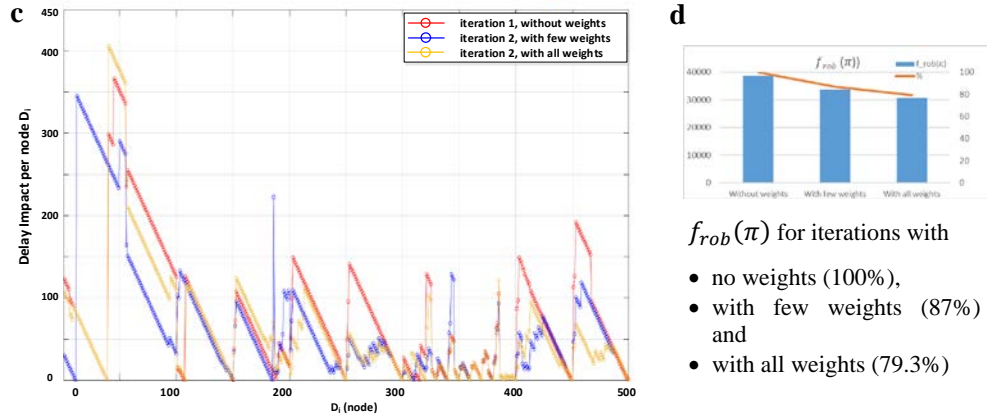 c
450
400
350
300
250
200
150
100
50
0
Delay Impact per node Di
iteration 1, without weights
iteration 2, with few weights
iteration 2, with all weights
0
100
200
300
400
500
Di (node)
d
f_rob (π))
f_rob(x)
%
40000
30000
20000
10000
0
100
80
60
40
20
0
Without weights
With few weights
With all weights
f_rob(π) for iterations with
• no weights (100%),
• with few weights (87%)
and
• with all weights (79.3%)